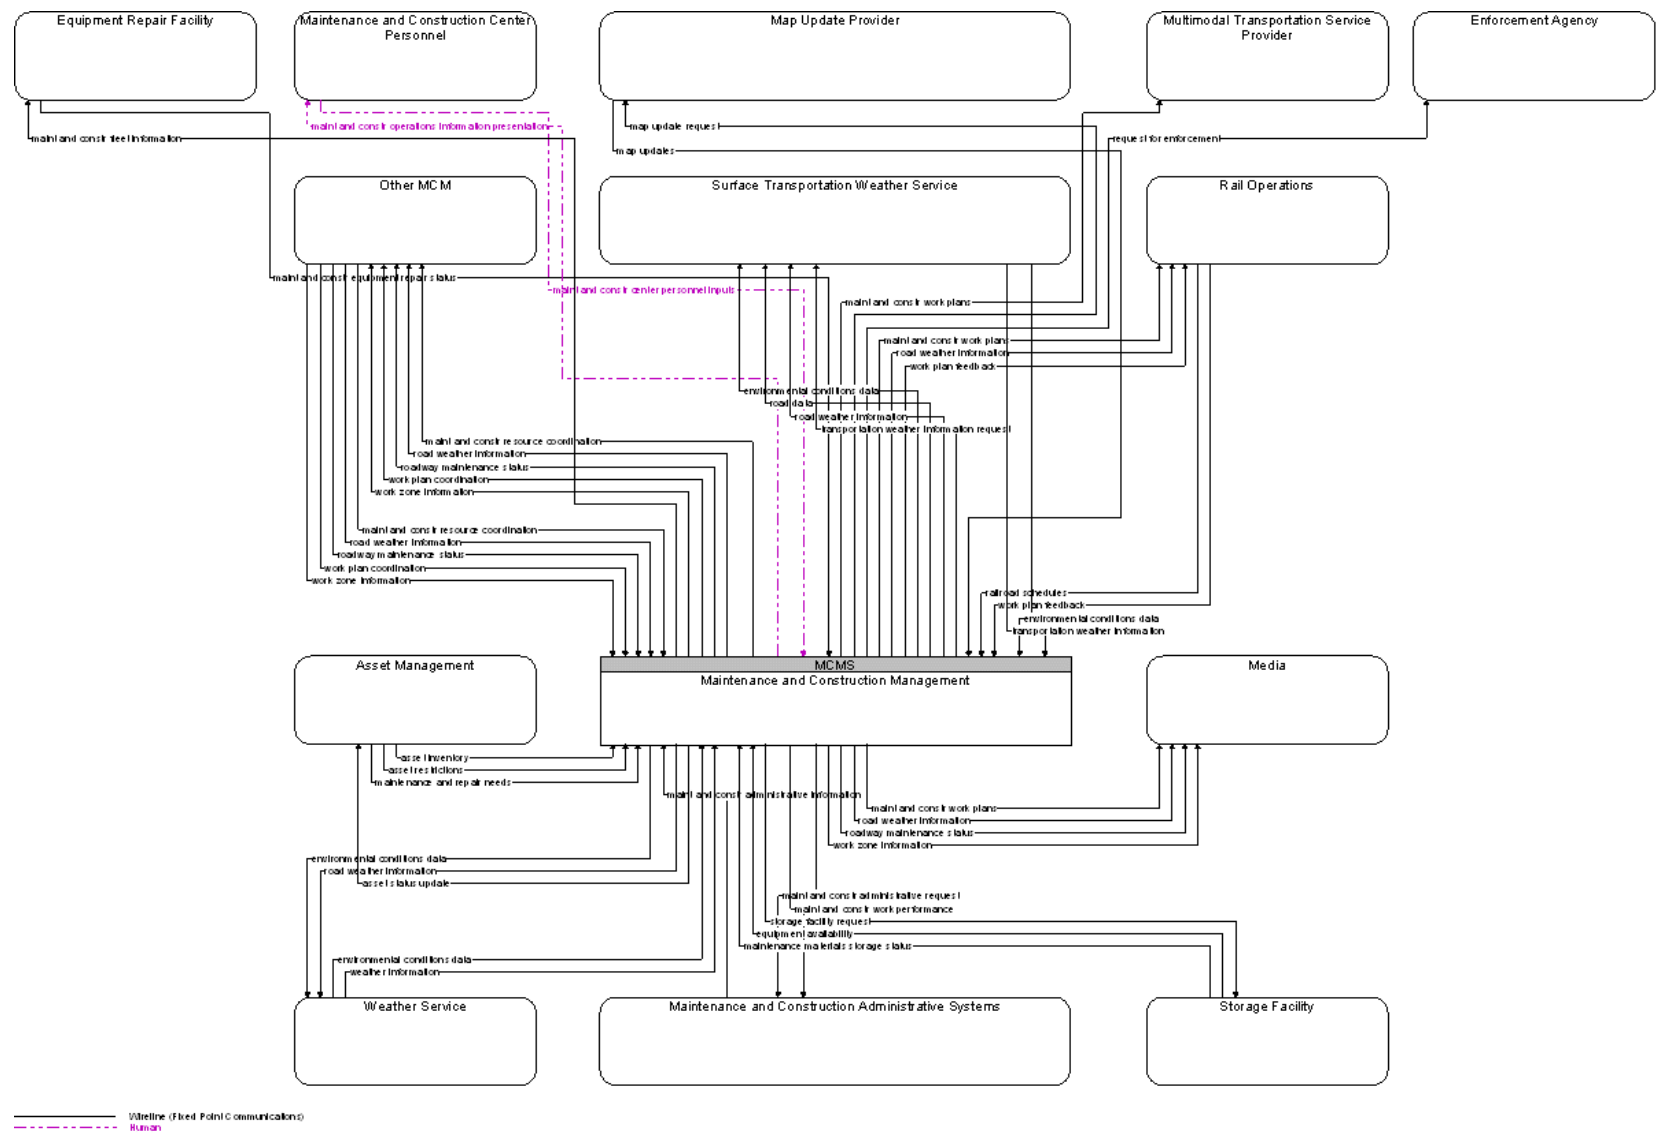 Equipment Repair Facility
Maintenance and Construction Center
Personnel
Map Update Provider
Multimodal Transportation Service
Provider
Enforcement Agency
maint and constr operations information presentation
map update request
maint and constr fleet information
request for enforcement
map updates
Other MCM
Surface Transportation Weather Service
Rail Operations
maint and constr equipment repair status
maint and constr center personnel inputs
maint and constr work plans
maint and constr work plans
road weather information
work plan feedback
environmental conditions data
road data
road weather information
transportation weather information request
maint and constr resource coordination
road weather information
roadway maintenance status
work plan coordination
work zone information
maint and constr resource coordination
road weather information
roadway maintenance status
work plan coordination
work zone information
railroad schedules
work plan feedback
environmental conditions data
transportation weather information
Asset Management
MCMS
Maintenance and Construction Management
Media
asset inventory
asset restrictions
maintenance and repair needs
maint and constr administrative information
maint and constr work plans
road weather information
roadway maintenance status
work zone information
environmental conditions data
road weather information
asset status update
maint and constr administrative request
maint and constr work performance
storage facility request
equipment availability
maintenance materials storage status
environmental conditions data
weather information
Weather Service
Maintenance and Construction Administrative Systems
Storage Facility
Wireline (Fixed Point Communications)
Human